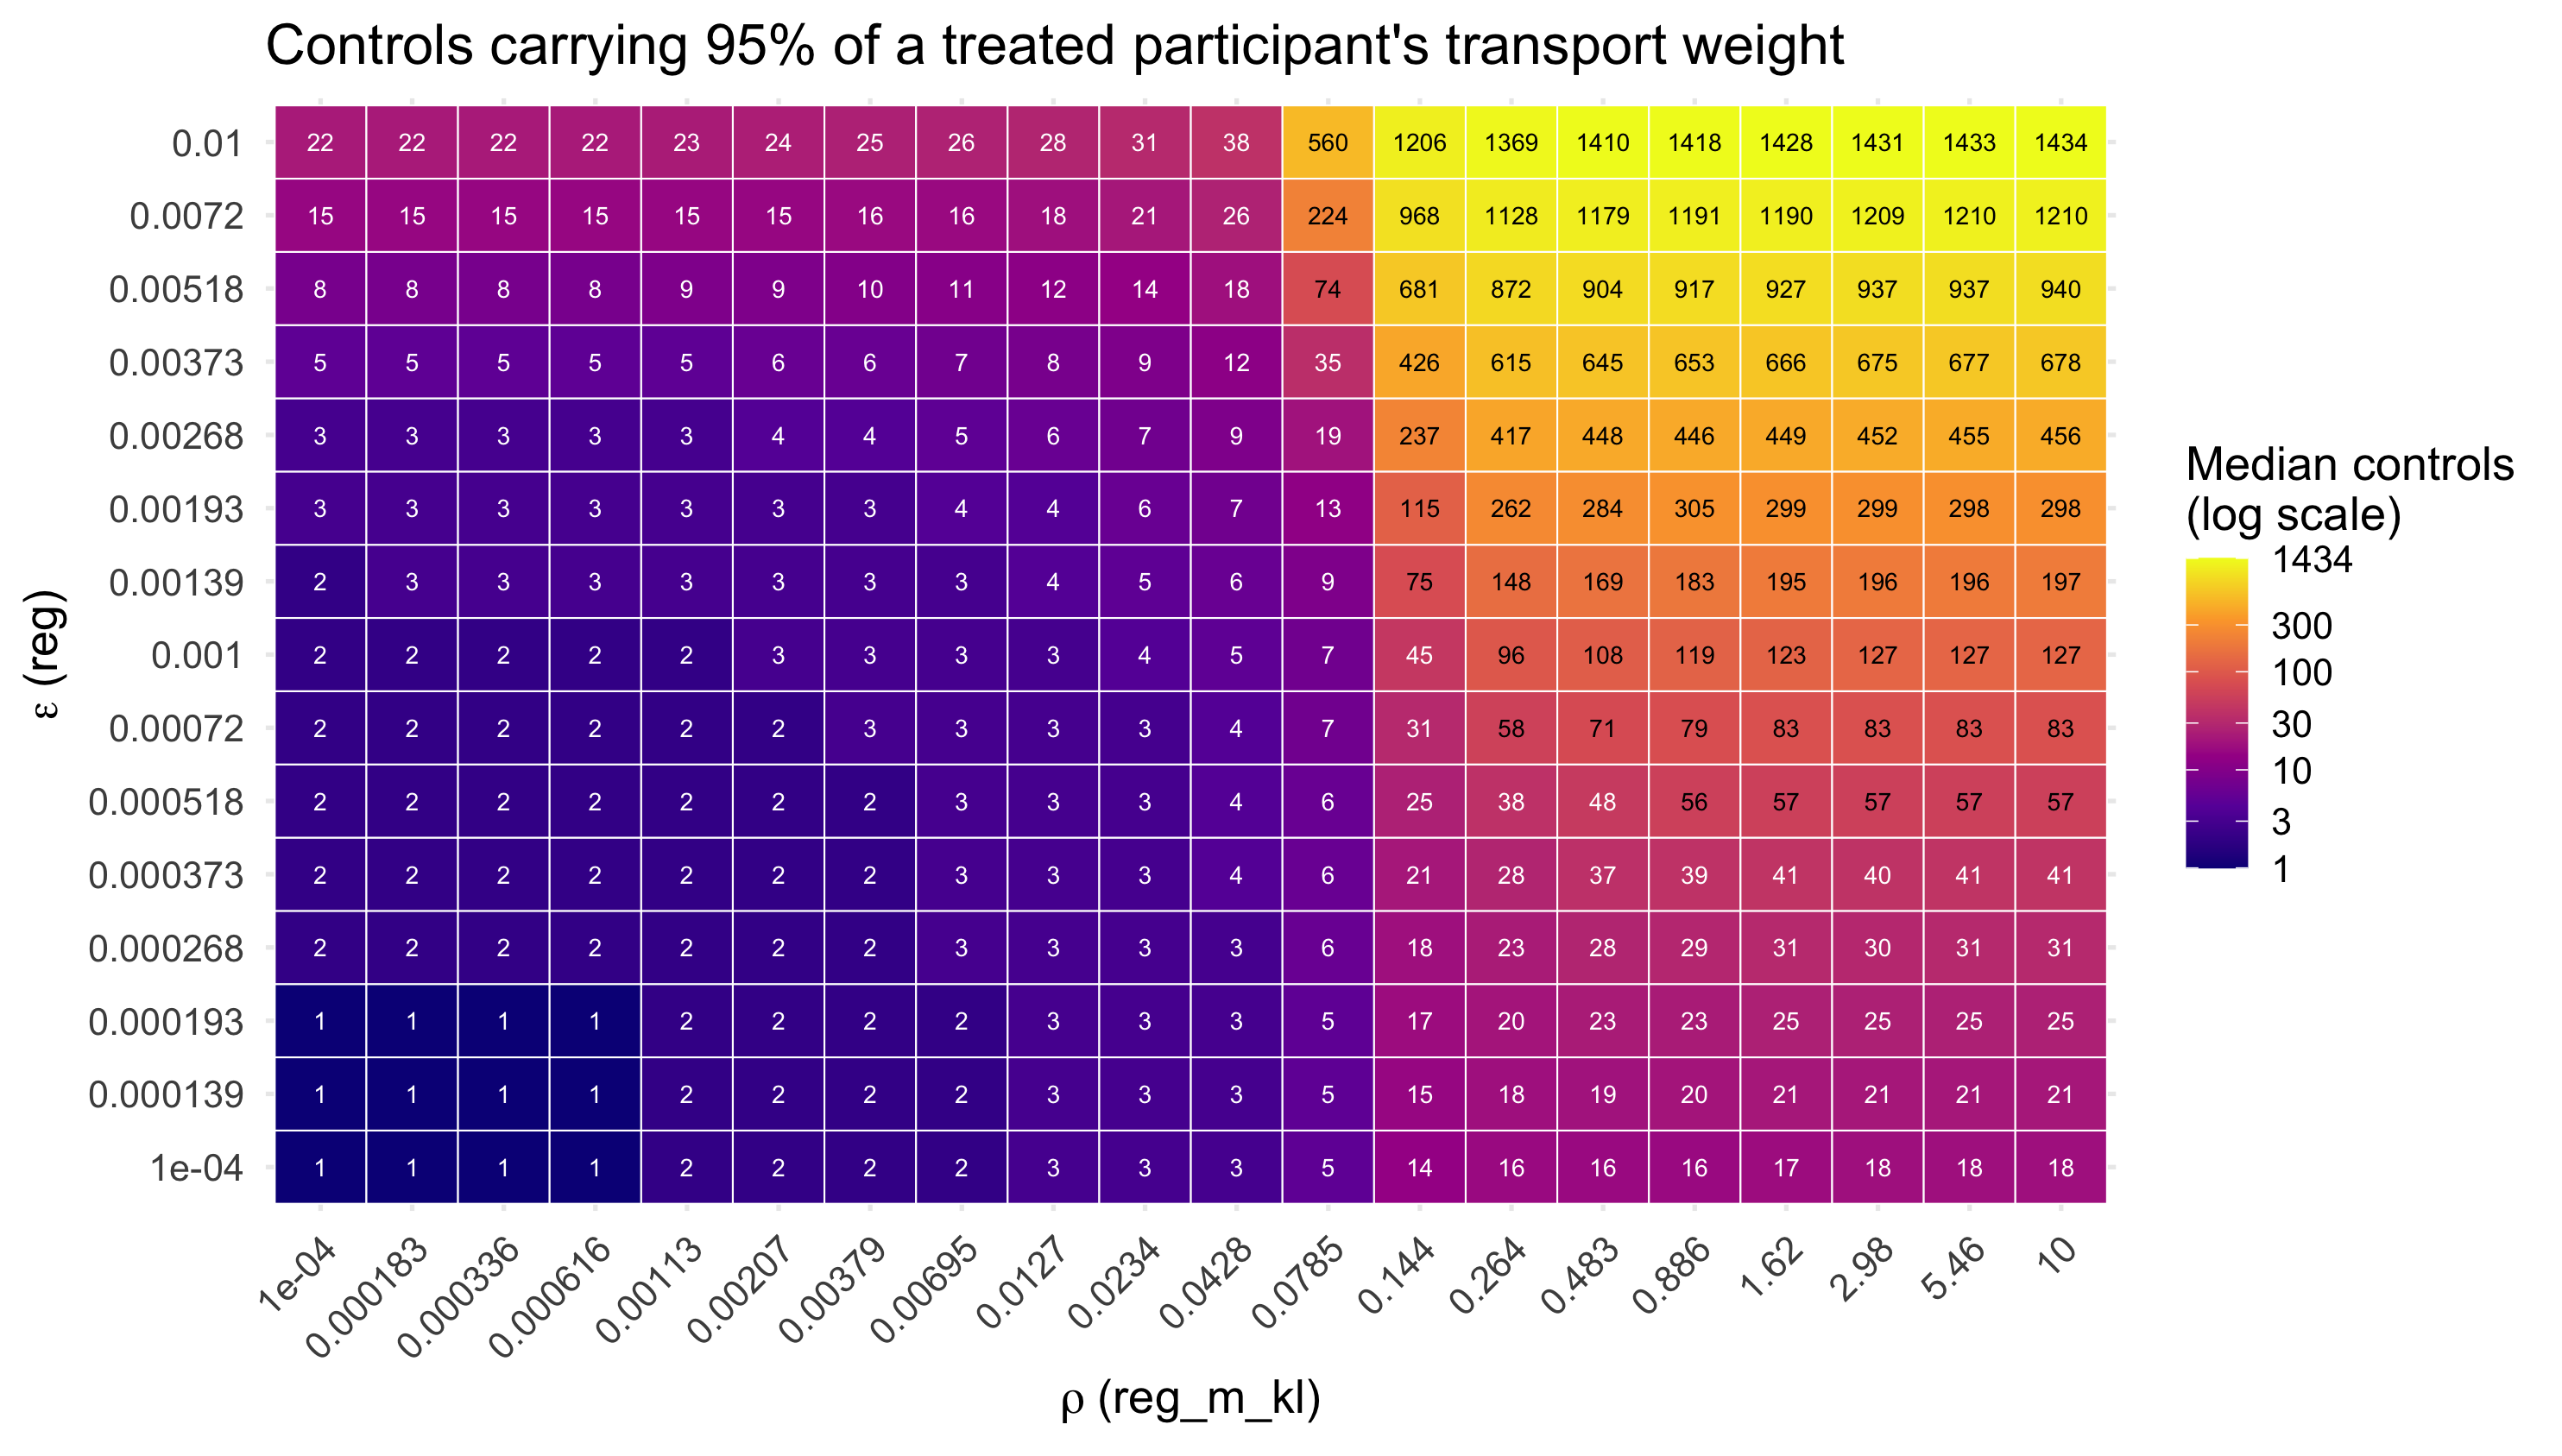 Controls carrying 95% of a treated participant's transport weight
0.01 22 22 22 22 23 24 25 26 28 31 38 560 1206 1369 1410 1418 1428 1431 1433 1434
0.0072 15 15 15 15 15 15 16 16 18 21 26 224 968 1128 1179 1191 1190 1209 1210 1210
0.00518 8 8 8 8 9 9 10 11 12 14 18 74 681 872 904 917 927 937 937 940
0.00373 5 5 5 5 5 6 6 7 8 9 12 35 426 615 645 653 666 675 677 678
0.00268 3 3 3 3 3 4 4 5 6 7 9 19 237 417 448 446 449 452 455 456
0.00193 3 3 3 3 3 3 3 4 4 6 7 13 115 262 284 305 299 299 298 298
0.00139 2 3 3 3 3 3 3 3 4 5 6 9 75 148 169 183 195 196 196 197
0.001 2 2 2 2 2 3 3 3 3 4 5 7 45 96 108 119 123 127 127 127
0.00072 2 2 2 2 2 2 3 3 3 3 4 7 31 58 71 79 83 83 83 83
0.000518 2 2 2 2 2 2 2 3 3 3 4 6 25 38 48 56 57 57 57 57
0.000373 2 2 2 2 2 2 2 3 3 3 4 6 21 28 37 39 41 40 41 41
0.000268 2 2 2 2 2 2 2 3 3 3 3 6 18 23 28 29 31 30 31 31
0.000193 1 1 1 1 2 2 2 2 3 3 3 5 17 20 23 23 25 25 25 25
0.000139 1 1 1 1 2 2 2 2 3 3 3 5 15 18 19 20 21 21 21 21
1e-04 1 1 1 1 2 2 2 2 3 3 3 5 14 16 16 16 17 18 18 18
1e-04 0.000183 0.000336 0.000616 0.00113 0.00207 0.00379 0.00695 0.0127 0.0234 0.0428 0.0785 0.144 0.264 0.483 0.886 1.62 2.98 5.46 10
ρ (reg_m_kl)
ε (reg)
Median controls
(log scale)
1434
300
100
30
10
3
1